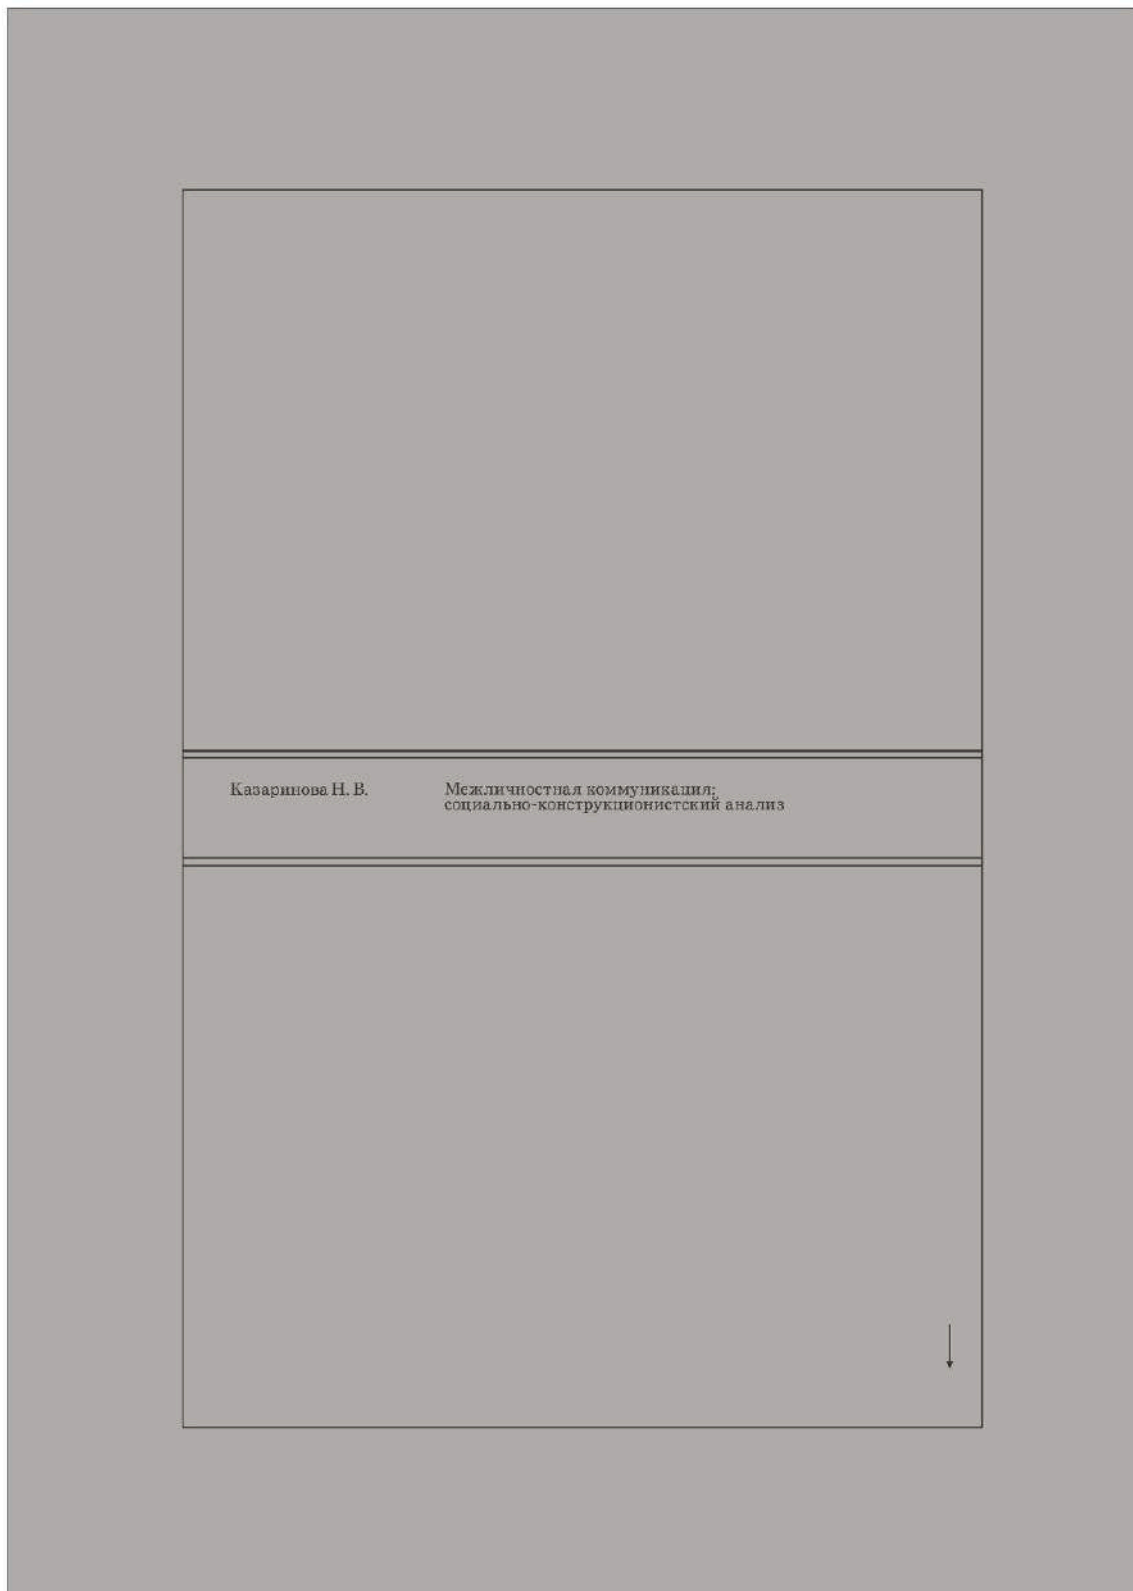 Казаринова Н. В.
Межличностная коммуникация:
социально-конструкционистский анализ